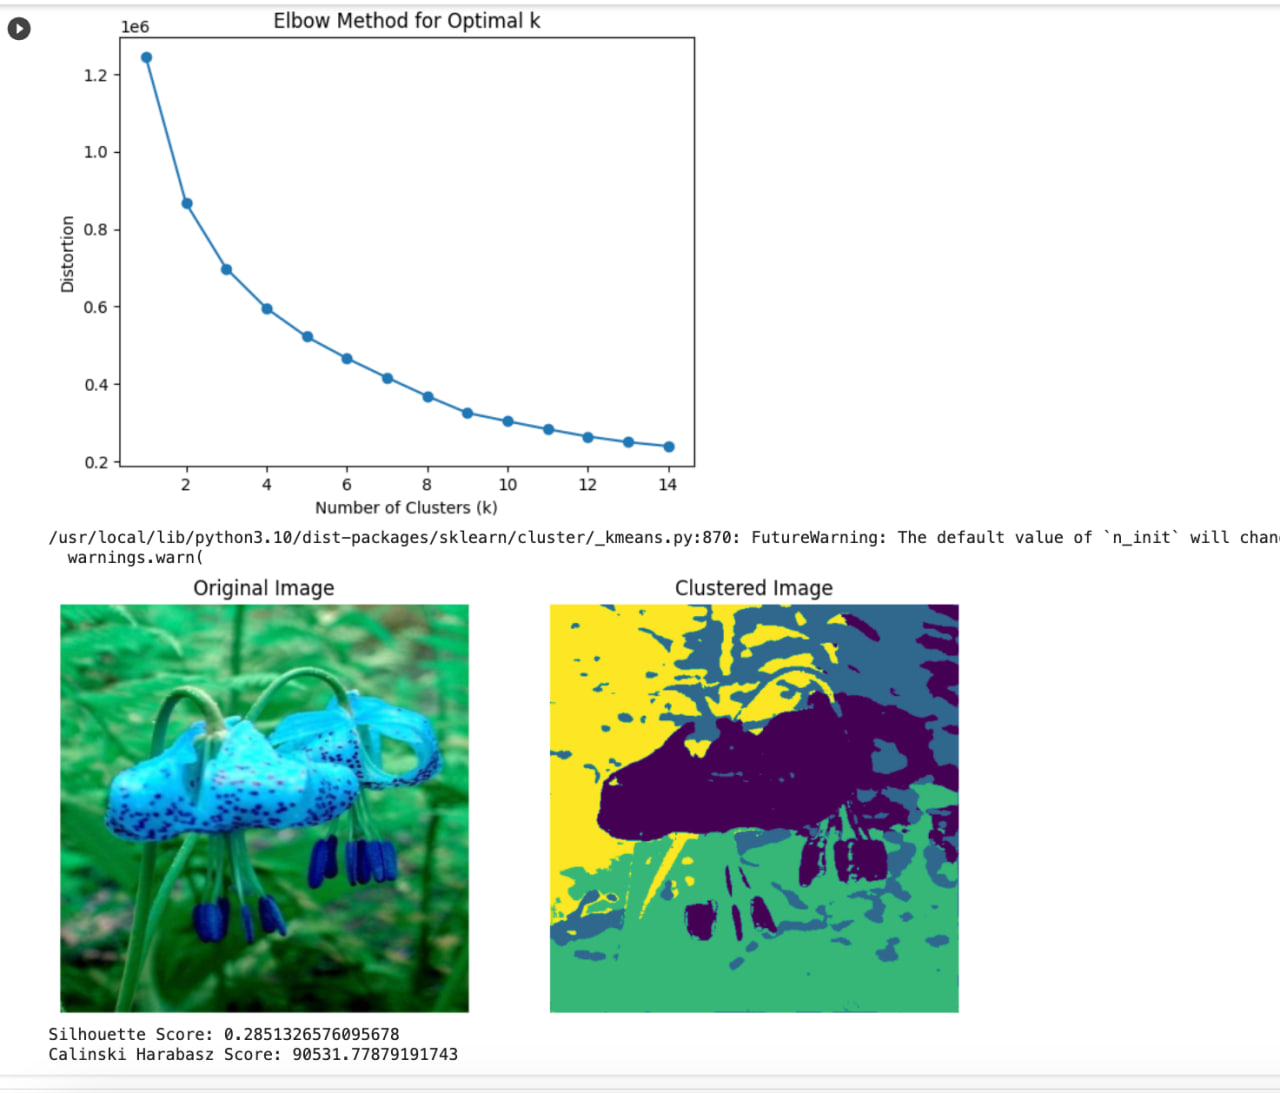 Elbow Method for Optimal k
1e6
1.2
1.0
0.8
0.6
0.4
0.2
Distortion
2 4 6 8 10 12 14
Number of Clusters (k)
/usr/local/lib/python3.10/dist-packages/sklearn/cluster/_kmeans.py:870: FutureWarning: The default value of `n_init` will chan
warnings.warn(
Original Image
Clustered Image
Silhouette Score: 0.2851326576095678
Calinski Harabasz Score: 90531.77879191743